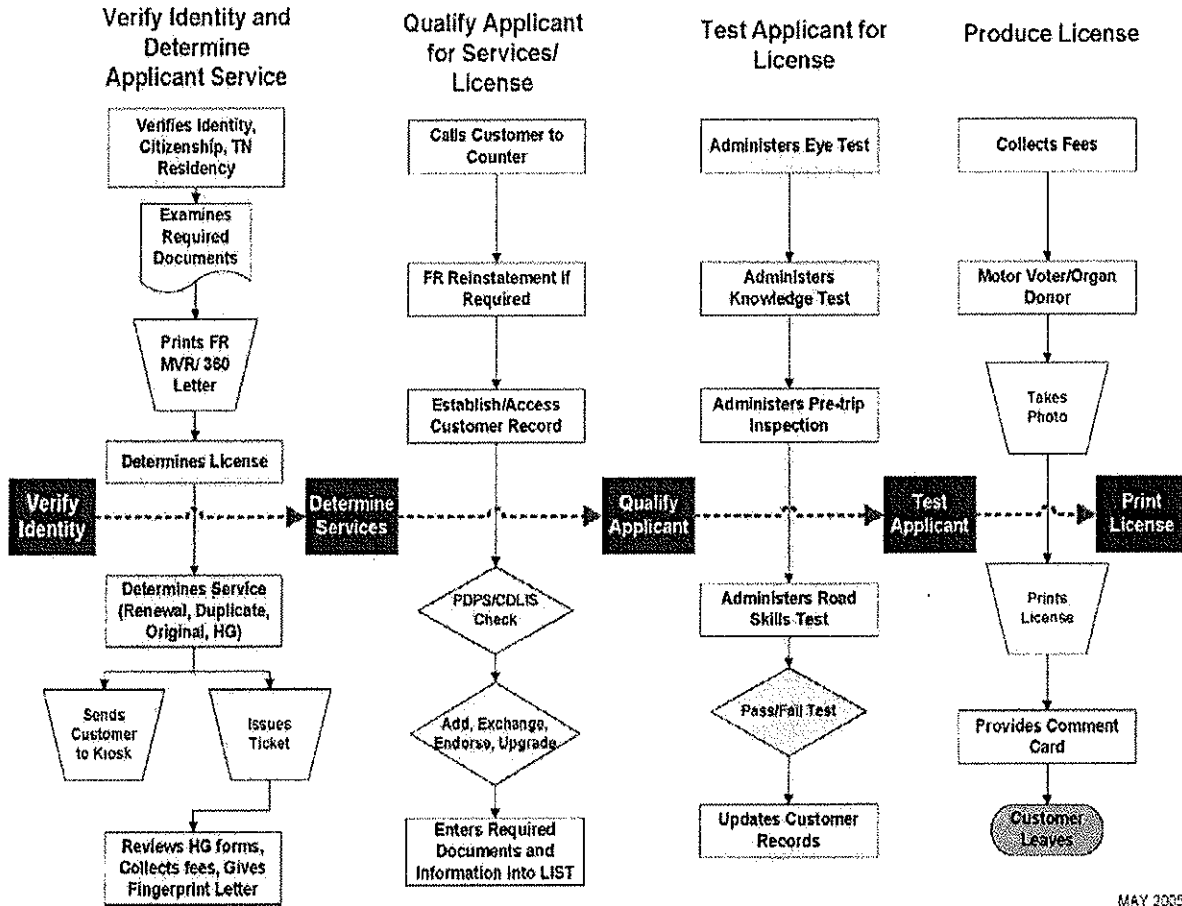 Verify Identity and
Determine
Applicant Service
Verifies Identity,
Citizenship, TN
Residency
Examines
Required
Documents
Prints FR
MVR/ 360
Letter
Determines License
Verify
Identity
Determines Service
(Renewal, Duplicate,
Original, HG)
Sends
Customer
to Kiosk
Issues
Ticket
Reviews HG forms,
Collects fees, Gives
Fingerprint Letter
Qualify Applicant
for Services/
License
Calls Customer to
Counter
FR Reinstatement If
Required
Establish/Access
Customer Record
Determine
Services
PDPS/CDLIS
Check
Add, Exchange,
Endorse, Upgrade
Enters Required
Documents and
Information Into LIST
Test Applicant for
License
Administers Eye Test
Administers
Knowledge Test
Administers Pre-trip
Inspection
Qualify
Applicant
Administers Road
Skills Test
Pass/Fail Test
Updates Customer
Records
Produce License
Collects Fees
Motor Voter/Organ
Donor
Takes
Photo
Test
Applicant
Print
License
Prints
License
Provides Comment
Card
Customer
Leaves
MAY 2005